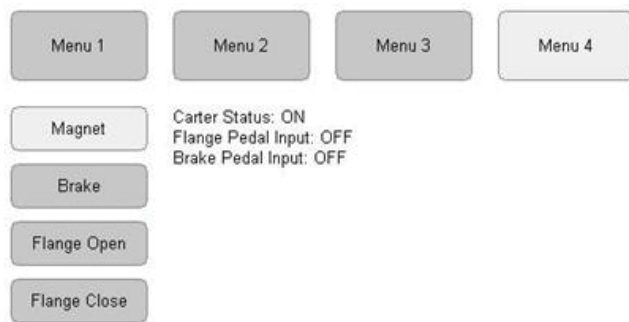 Menu 1
Menu 2
Menu 3
Menu 4
Magnet
Brake
Flange Open
Flange Close
Carter Status: ON
Flange Pedal Input: OFF
Brake Pedal Input: OFF